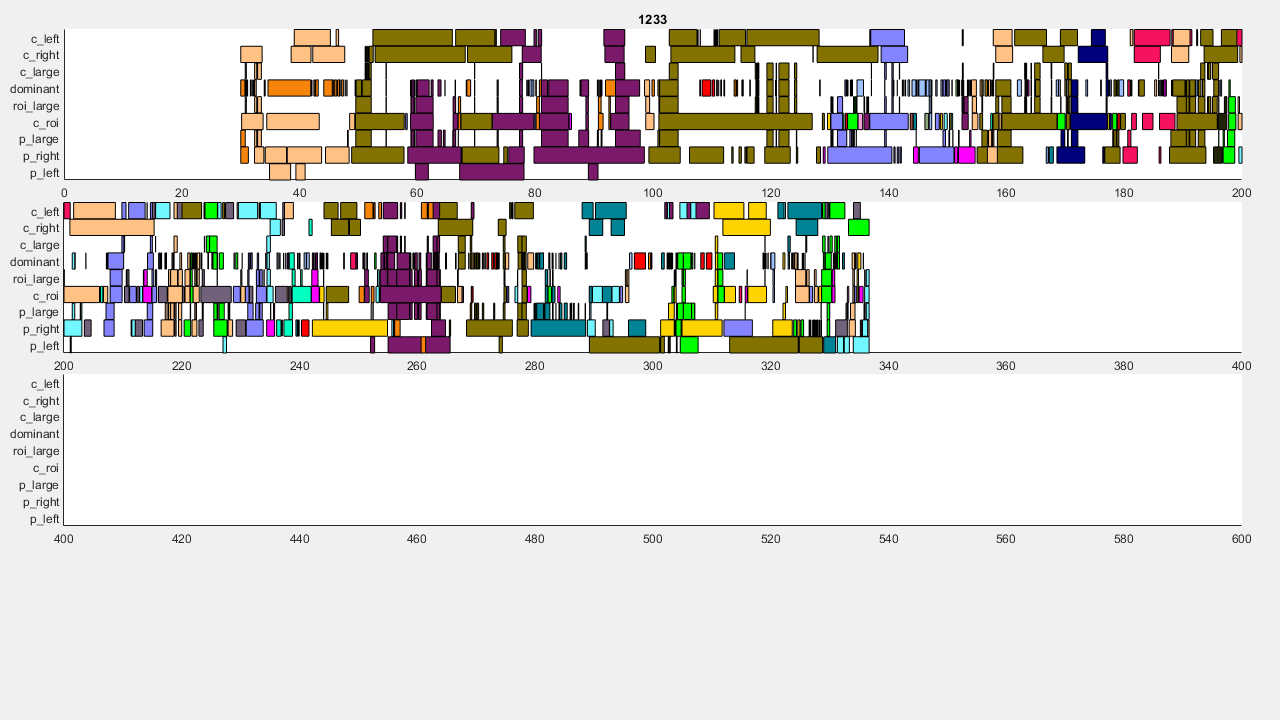 1233
c_left
c_right
c_large
dominant
roi_large
c_roi
p_large
p_right
p_left
0 20 40 60 80 100 120 140 160 180 200
c_left
c_right
c_large
dominant
roi_large
c_roi
p_large
p_right
p_left
200 220 240 260 280 300 320 340 360 380 400
c_left
c_right
c_large
dominant
roi_large
c_roi
p_large
p_right
p_left
400 420 440 460 480 500 520 540 560 580 600